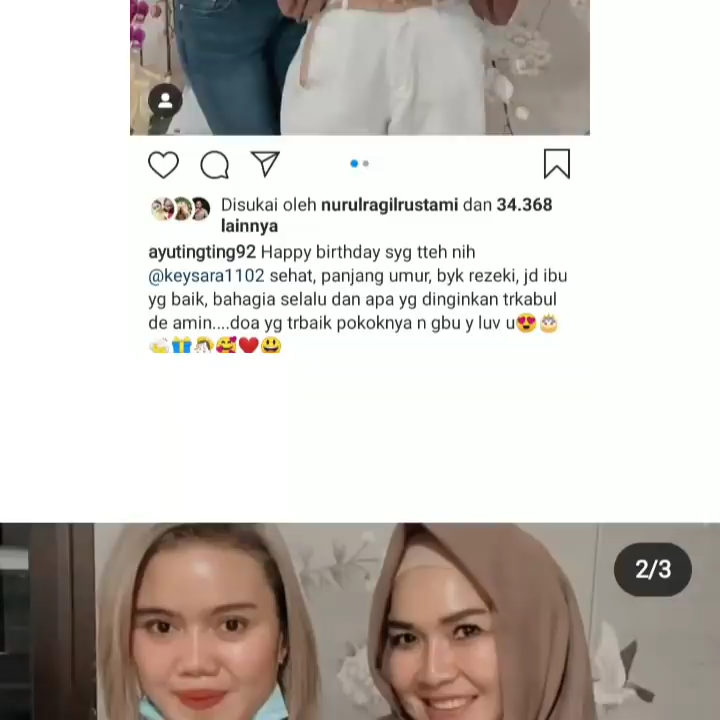 Disukai oleh nurulragilrustami dan 34.368
lainnya
ayutingting92 Happy birthday syg tteh nih
@keysara1102 sehat, panjang umur, byk rezeki, jd ibu
yg baik, bahagia selalu dan apa yg dinginkan trkabul
de amin....doa yg trbaik pokoknya n gbu y luv u😍🎂
🍻🎁👰🥰❤️😃
2/3